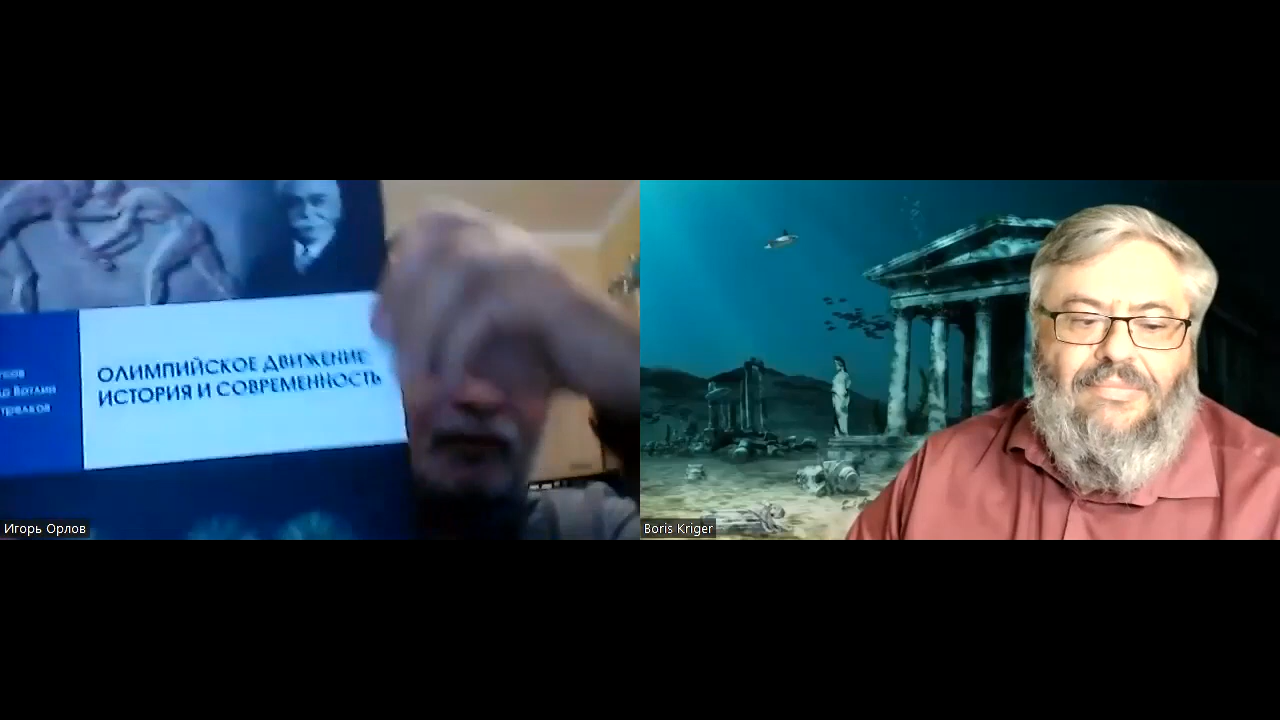 ОЛИМПИЙСКОЕ ДВИЖЕНИЕ:
ИСТОРИЯ И СОВРЕМЕННОСТЬ
Игорь Орлов
Boris Kriger